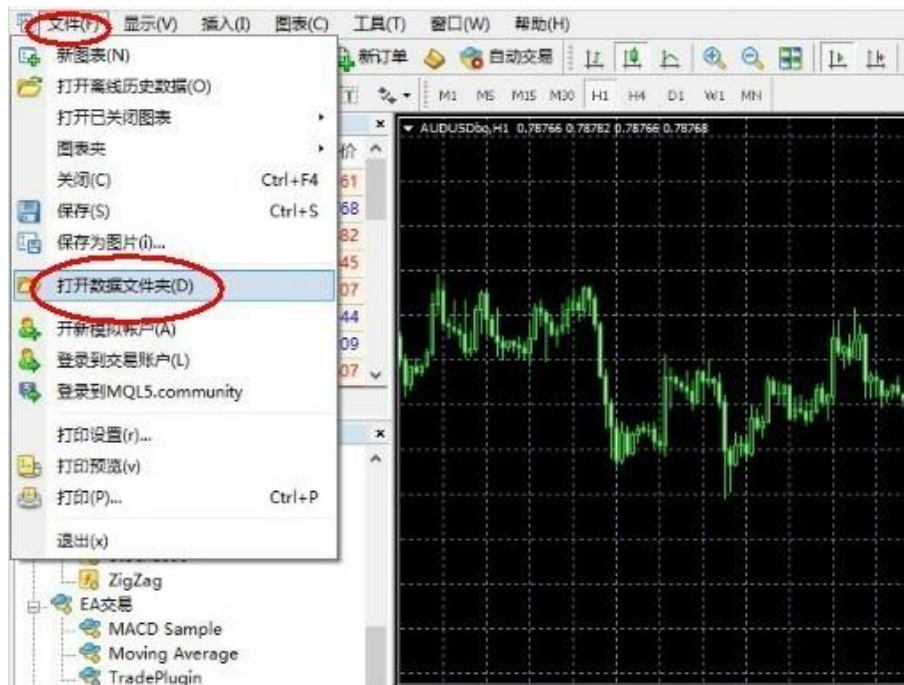 文件(F) 显示(V) 插入(I) 图表(C) 工具(T) 窗口(W) 帮助(H)
新图表(N)
新订单 自动交易
打开离线历史数据(O)
M1 M5 M15 M30 H1 H4 D1 W1 MN
打开已关闭图表
AUDUSDbo,H1 0.78766 0.78782 0.78766 0.78768
图表夹
价
关闭(C) Ctrl+F4
61
保存(S) Ctrl+S
68
保存为图片(i)...
82
45
打开数据文件夹(D)
07
44
开新模拟帐户(A)
09
登录到交易账户(L)
07
登录到MQL5.community
打印设置(r)...
打印预览(v)
打印(P)... Ctrl+P
退出(x)
ZigZag
EA交易
MACD Sample
Moving Average
TradePlugin